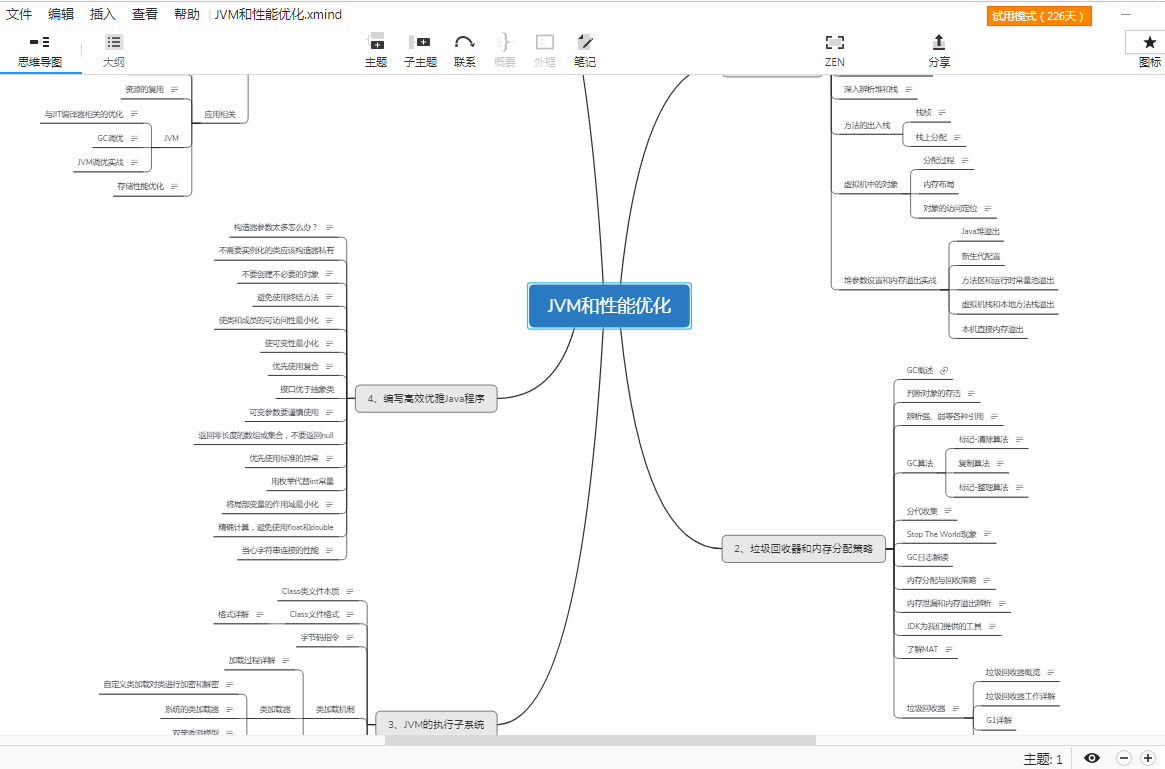 文件 编辑 插入 查看 帮助 JVM和性能优化.xmind 试用模式（226天）
思维导图 大纲 主题 子主题 联系 概要 外框 笔记 ZEN 分享 图标
资源的复用
与JIT编译器相关的优化
GC调优
JVM调优实战
JVM
应用相关
存储性能优化
构造器参数太多怎么办？
不需要实例化的类应该构造器私有
不要创建不必要的对象
避免使用终结方法
使类和成员的可访问性最小化
使可变性最小化
优先使用复合
接口优于抽象类
可变参数要谨慎使用
返回零长度的数组或集合，不要返回null
优先使用标准的异常
用枚举代替int常量
将局部变量的作用域最小化
精确计算，避免使用float和double
当心字符串连接的性能
4、编写高效优雅Java程序
Class类文件本质
格式详解 Class文件格式
字节码指令
加载过程详解
自定义类加载对类进行加密和解密
系统的类加载器
双亲委派模型
类加载器
类加载机制
3、JVM的执行子系统
JVM和性能优化
深入辨析堆和栈
方法的出入栈
栈桢
栈上分配
虚拟机中的对象
分配过程
内存布局
对象的访问定位
堆参数设置和内存溢出实战
Java堆溢出
新生代配置
方法区和运行时常量池溢出
虚拟机栈和本地方法栈溢出
本机直接内存溢出
2、垃圾回收器和内存分配策略
GC概述
判断对象的存活
辨析强、弱等各种引用
GC算法
标记-清除算法
复制算法
标记-整理算法
分代收集
Stop The World现象
GC日志解读
内存分配与回收策略
内存泄漏和内存溢出辨析
JDK为我们提供的工具
了解MAT
垃圾回收器
垃圾回收器概览
垃圾回收器工作详解
G1详解
主题: 1